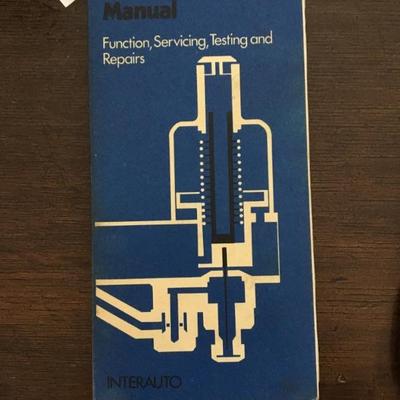 Manual
Function, Servicing, Testing and
Repairs
INTERAUTO